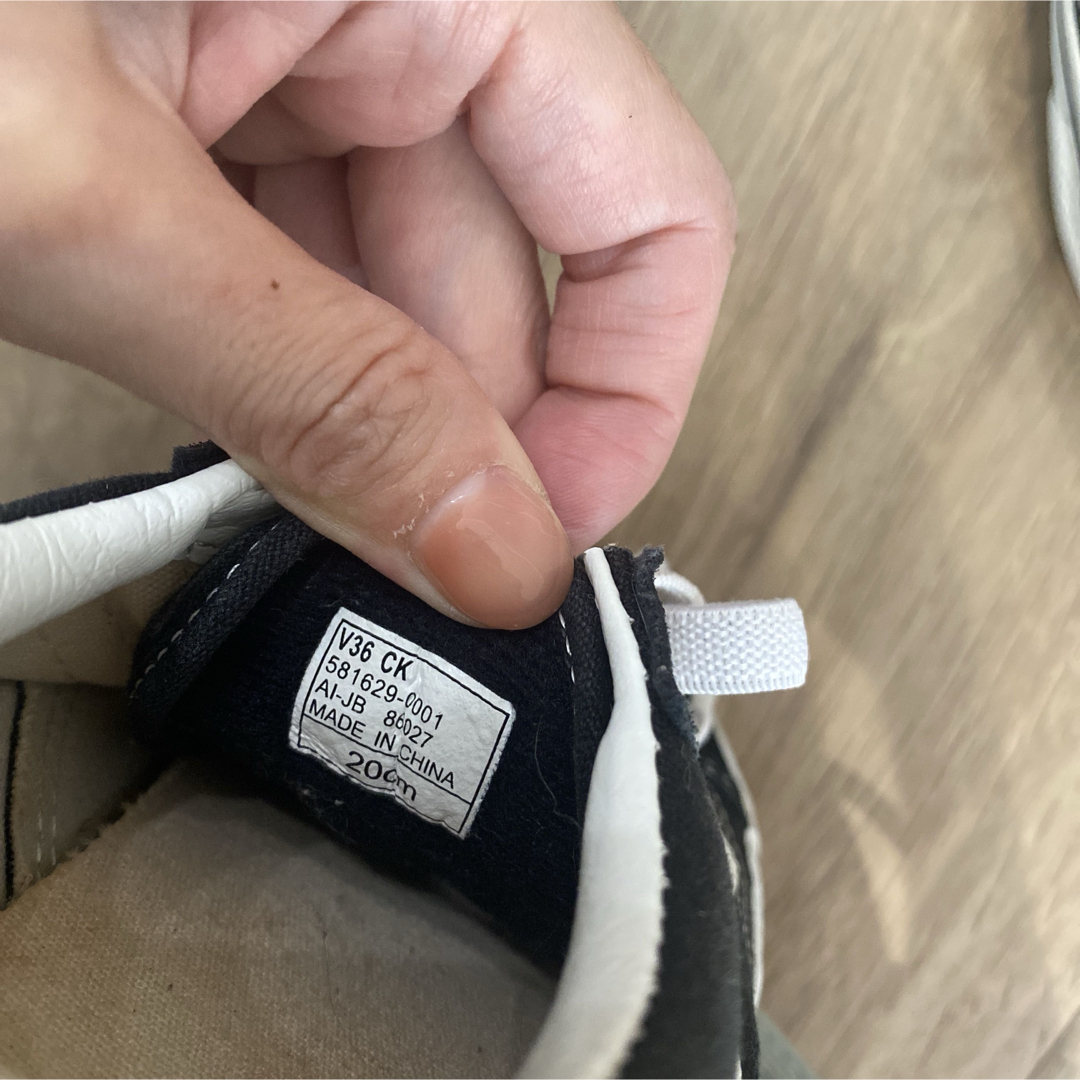 V36 CK
581629-0001
AI-JB 86027
MADE IN CHINA
20cm